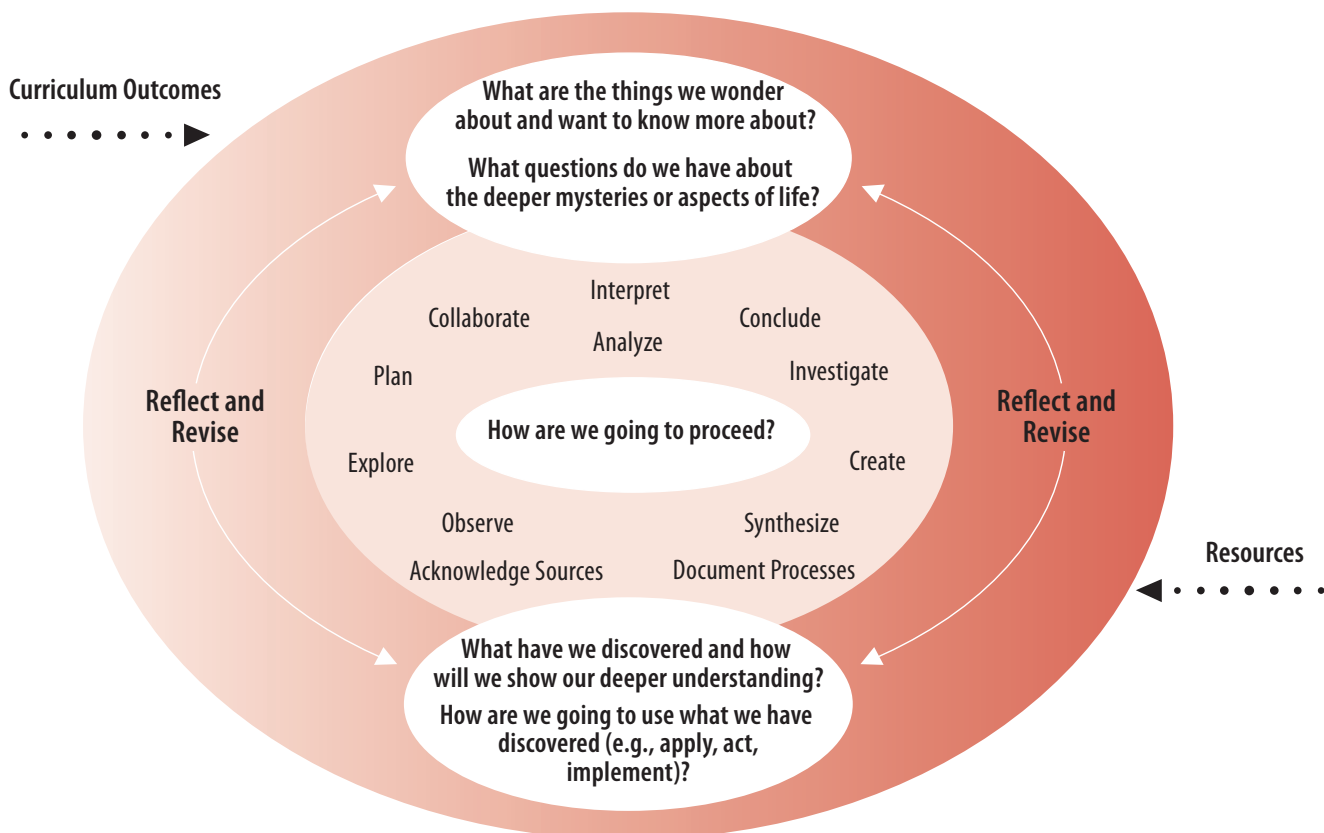 Curriculum Outcomes
What are the things we wonder
about and want to know more about?
What questions do we have about
the deeper mysteries or aspects of life?
Interpret
Collaborate
Conclude
Analyze
Plan
Investigate
Reflect and
Revise
How are we going to proceed?
Reflect and
Revise
Explore
Create
Observe
Synthesize
Acknowledge Sources
Document Processes
Resources
What have we discovered and how
will we show our deeper understanding?
How are we going to use what we have
discovered (e.g., apply, act,
implement)?